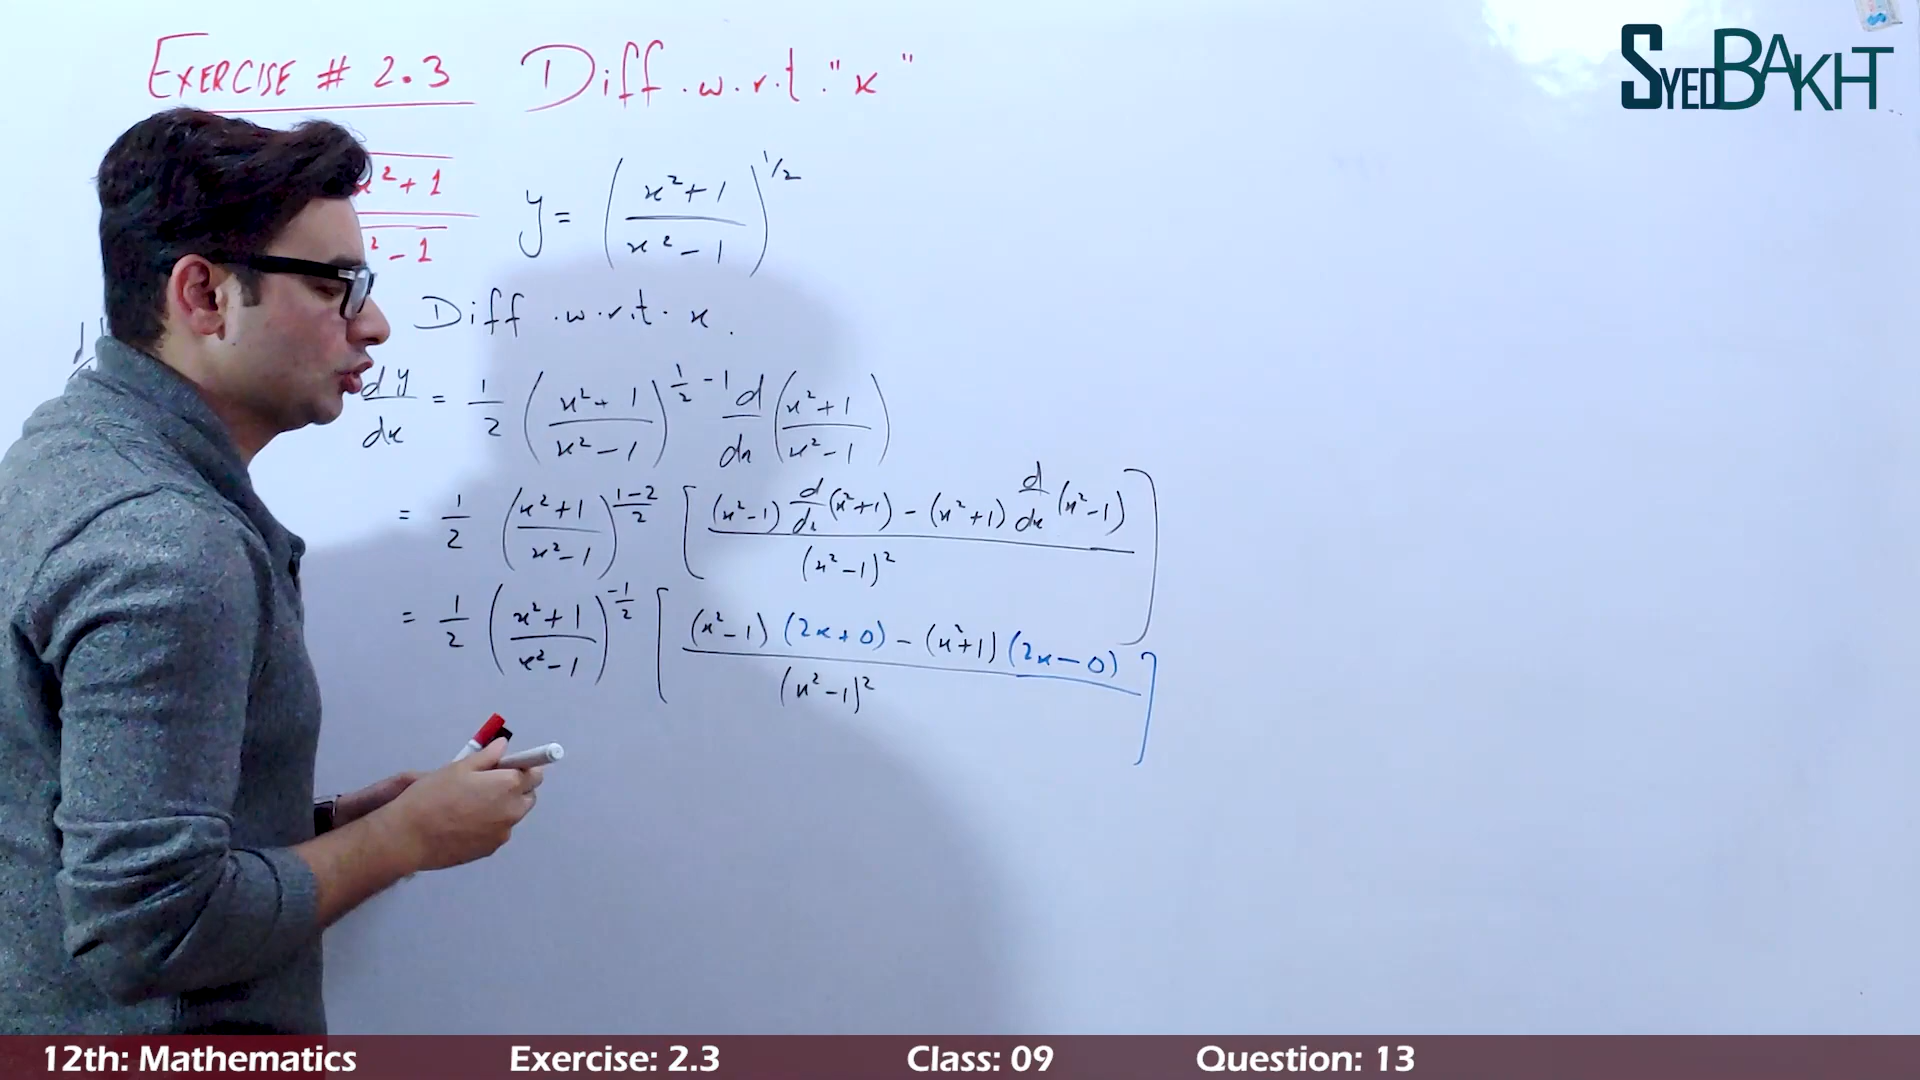 SYEDBAKHT
EXERCISE # 2.3 Diff. w.r.t. "x"
x² + 1
² - 1
y = (x²+1 / x²-1)^1/2
Diff. w.r.t. x.
dy/dx = 1/2 (x²+1 / x²-1)^(1/2 - 1) d/dx (x²+1 / x²-1)
= 1/2 (x²+1 / x²-1)^(1-2 / 2) [(x²-1) d/dx (x²+1) - (x²+1) d/dx (x²-1) / (x²-1)²]
= 1/2 (x²+1 / x²-1)^(-1/2) [(x²-1) (2x+0) - (x²+1) (2x-0) / (x²-1)²]
12th: Mathematics Exercise: 2.3 Class: 09 Question: 13